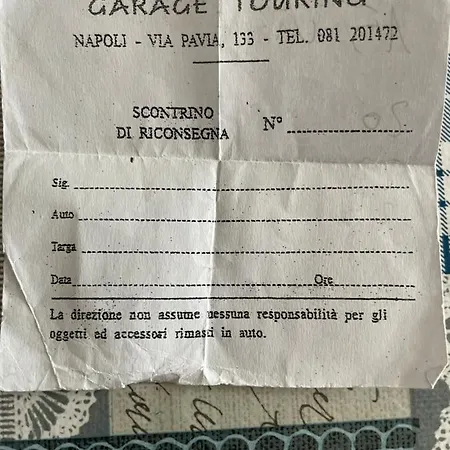 GARAGE TOURING
NAPOLI - VIA PAVIA, 133 - TEL. 081 201472
SCONTRINO
DI RICONSEGNA N°
Sig.
Auto
Targa
Data Ore
La direzione non assume nessuna responsabilità per gli
oggetti ed accessori rimasti in auto.